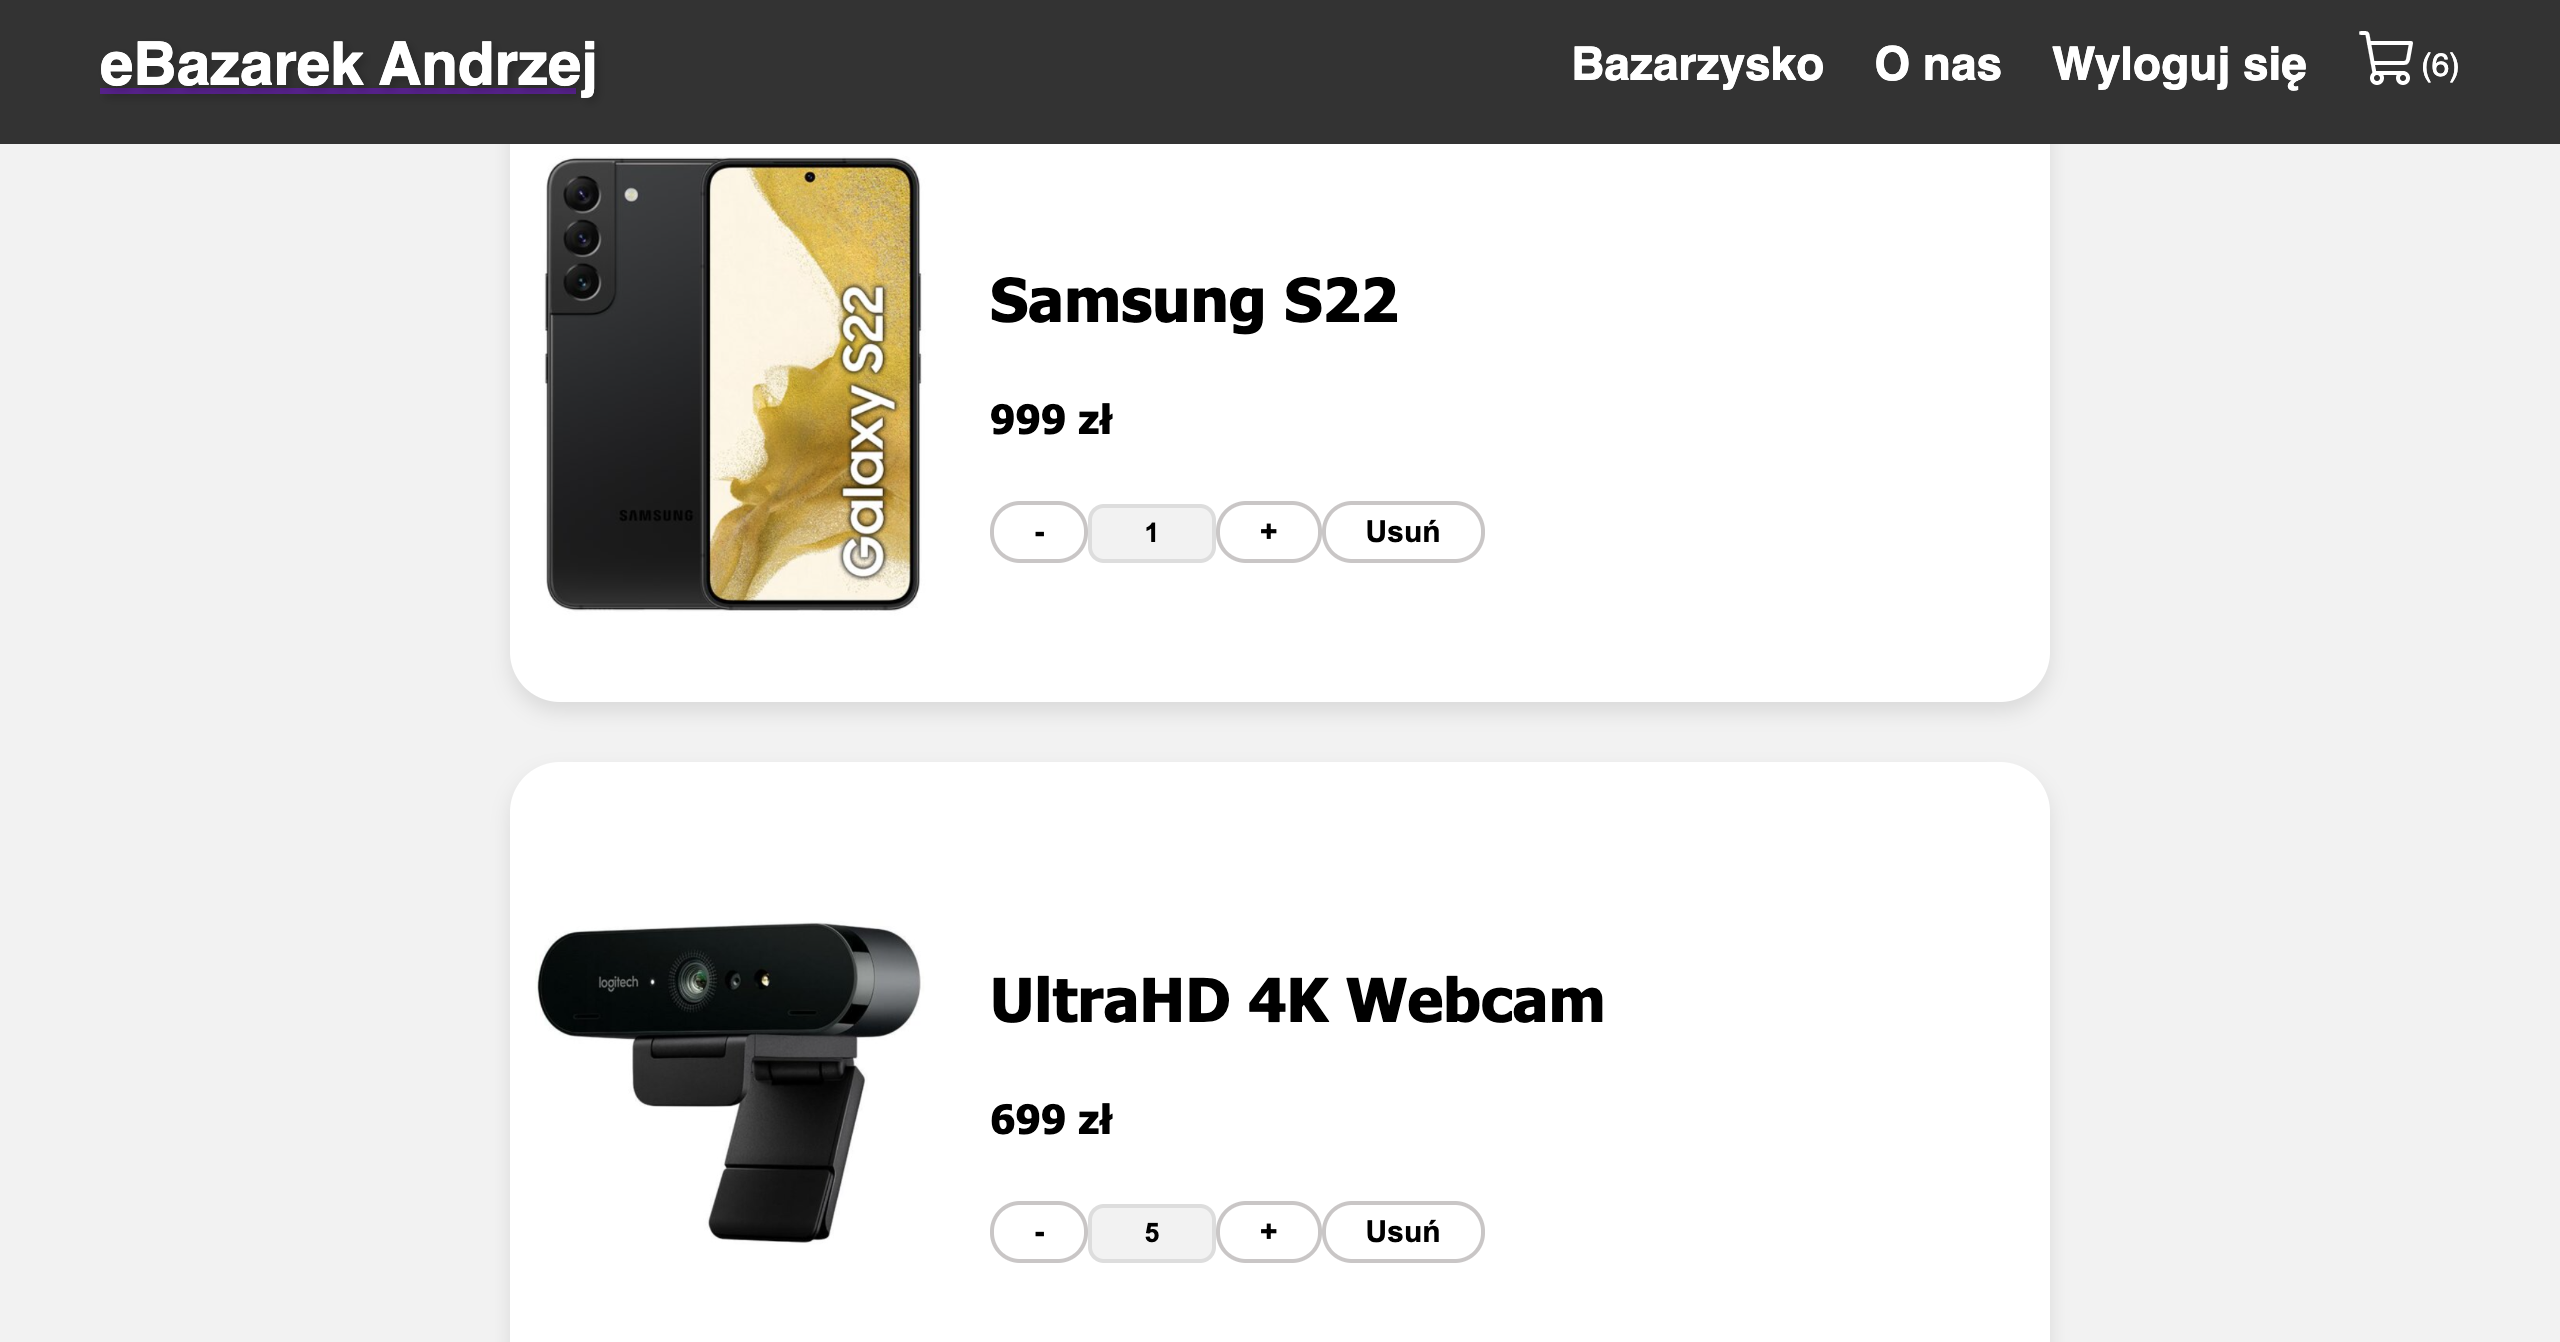 eBazarek Andrzej
Bazarzysko O nas Wyloguj się (6)
SAMSUNG
Galaxy S22
Samsung S22
999 zł
- 1 + Usuń
logitech
UltraHD 4K Webcam
699 zł
- 5 + Usuń